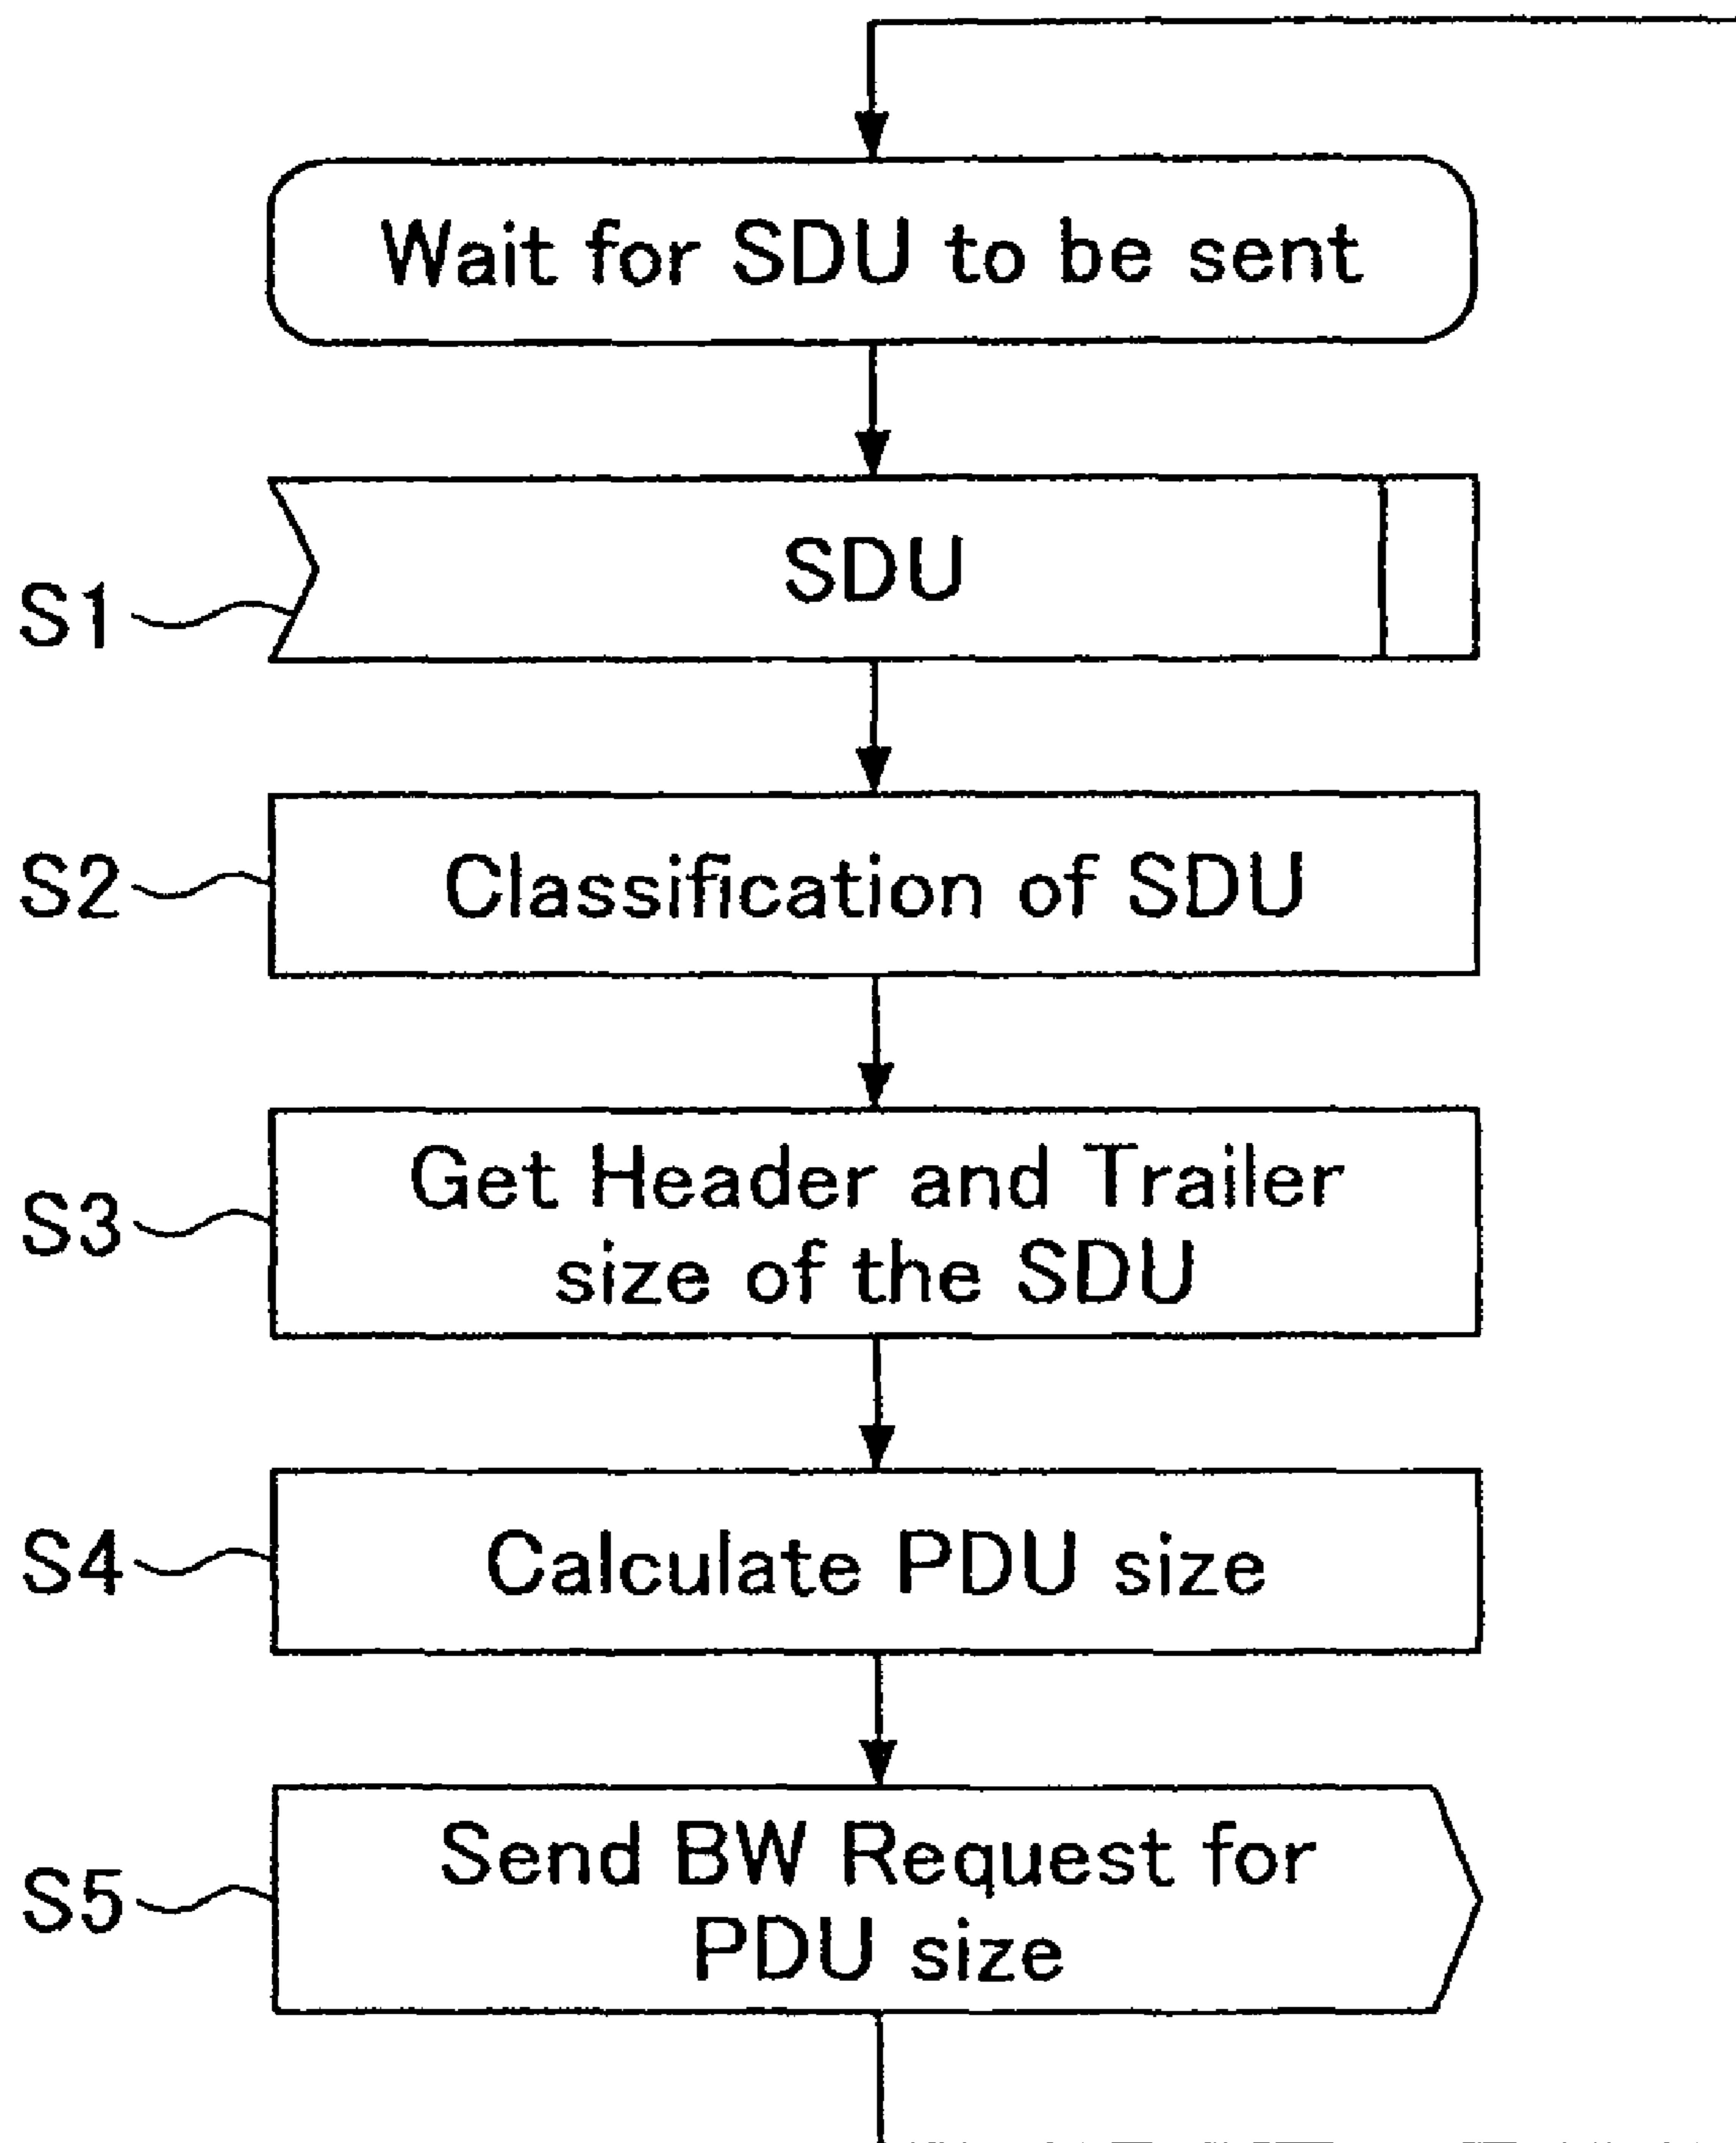 Wait for SDU to be sent
S1
SDU
S2
Classification of SDU
S3
Get Header and Trailer
size of the SDU
S4
Calculate PDU size
S5
Send BW Request for
PDU size